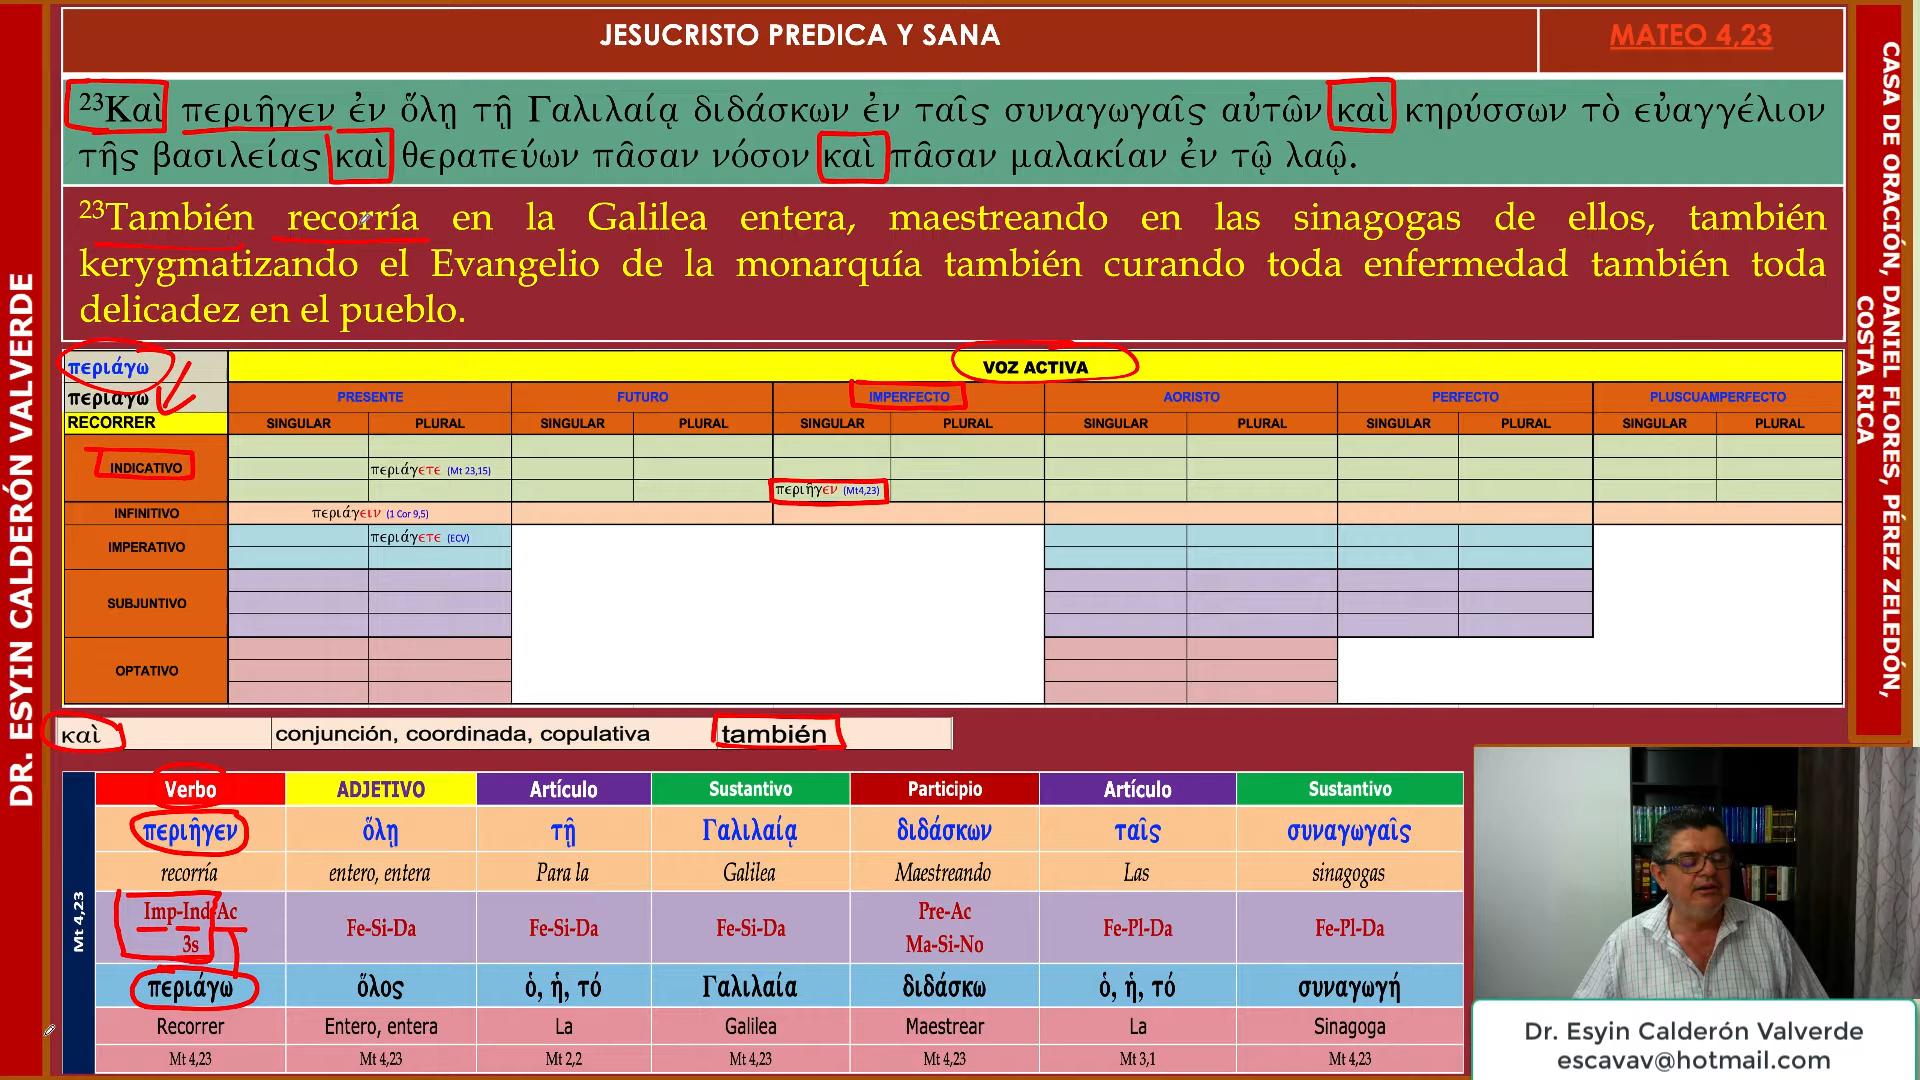 JESUCRISTO PREDICA Y SANA
MATEO 4,23
²³Καὶ περιῆγεν ἐν ὅλῃ τῇ Γαλιλαίᾳ διδάσκων ἐν ταῖς συναγωγαῖς αὐτῶν καὶ κηρύσσων τὸ εὐαγγέλιον
τῆς βασιλείας καὶ θεραπεύων πᾶσαν νόσον καὶ πᾶσαν μαλακίαν ἐν τῷ λαῷ.
²³También recorría en la Galilea entera, maestreando en las sinagogas de ellos, también
kerygmatizando el Evangelio de la monarquía también curando toda enfermedad también toda
delicadez en el pueblo.
περιάγω
VOZ ACTIVA
περιαγω
PRESENTE FUTURO IMPERFECTO AORISTO PERFECTO PLUSCUAMPERFECTO
RECORRER
SINGULAR PLURAL SINGULAR PLURAL SINGULAR PLURAL SINGULAR PLURAL SINGULAR PLURAL SINGULAR PLURAL
INDICATIVO
περιάγετε (Mt 23,15)
περιῆγεν (Mt4,23)
INFINITIVO περιάγειν (1 Cor 9,5)
IMPERATIVO περιάγετε (ECV)
SUBJUNTIVO
OPTATIVO
καὶ conjunción, coordinada, copulativa también
Mt 4,23
Verbo ADJETIVO Artículo Sustantivo Participio Artículo Sustantivo
περιῆγεν ὅλῃ τῇ Γαλιλαίᾳ διδάσκων ταῖς συναγωγαῖς
recorría entero, entera Para la Galilea Maestreando Las sinagogas
Imp-Ind-Ac
3s
Fe-Si-Da Fe-Si-Da Fe-Si-Da
Pre-Ac
Ma-Si-No
Fe-Pl-Da Fe-Pl-Da
περιάγω ὅλος ὁ, ἡ, τό Γαλιλαία διδάσκω ὁ, ἡ, τό συναγωγή
Recorrer Entero, entera La Galilea Maestrear La Sinagoga
Mt 4,23 Mt 4,23 Mt 2,2 Mt 4,23 Mt 4,23 Mt 3,1 Mt 4,23
DR. ESYIN CALDERÓN VALVERDE
CASA DE ORACIÓN, DANIEL FLORES, PÉREZ ZELEDÓN,
COSTA RICA
Dr. Esyin Calderón Valverde
escavav@hotmail.com